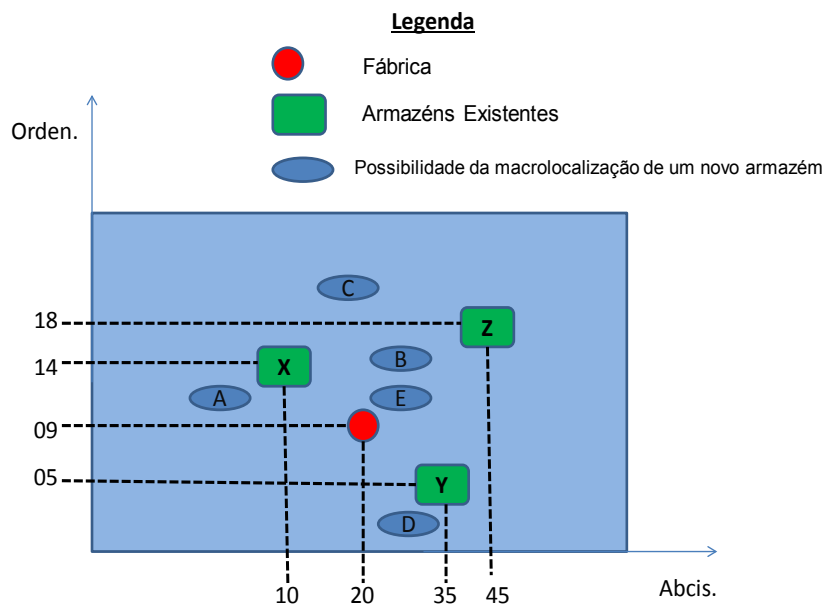 Legenda
Fábrica
Armazéns Existentes
Possibilidade da macrolocalização de um novo armazém
Orden.
C
18
Z
14
X
B
A
E
09
05
Y
D
10 20 35 45
Abcis.